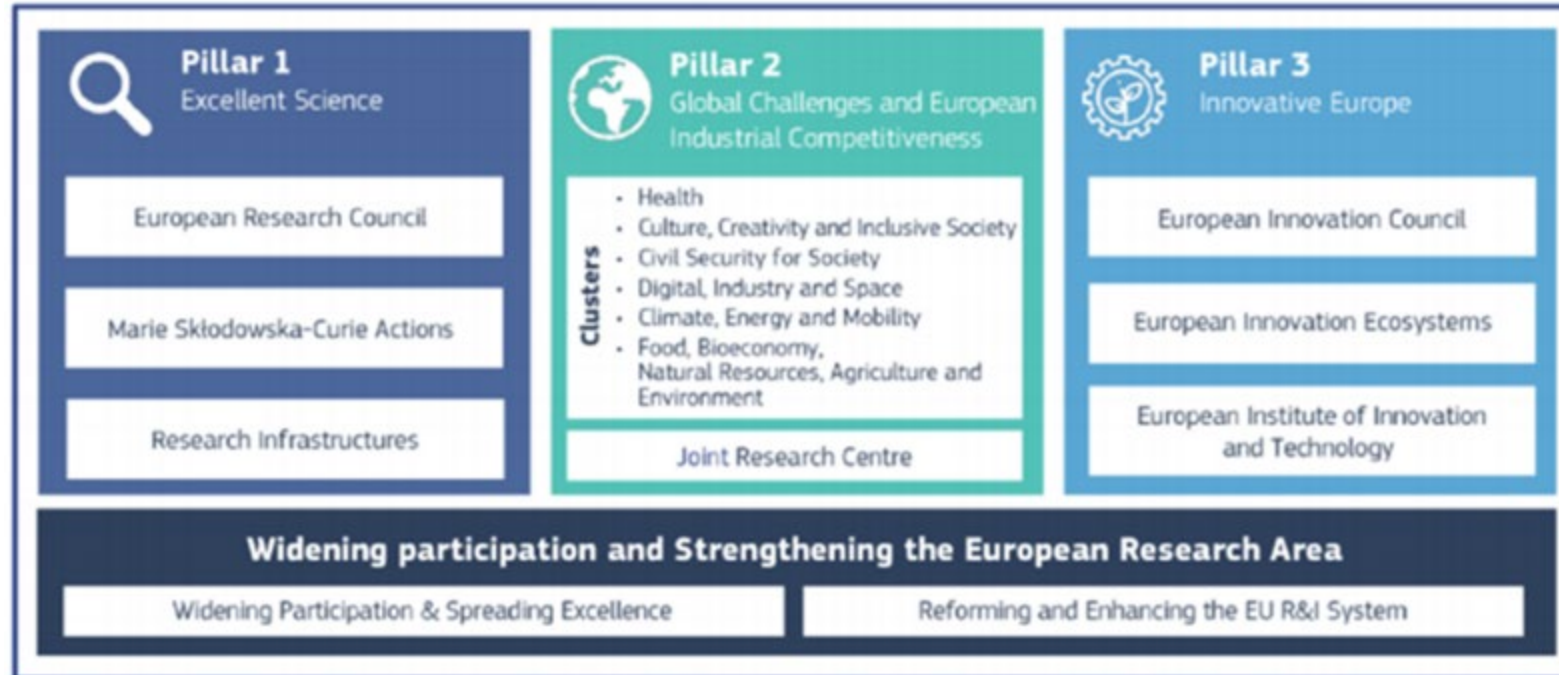 Pillar 1
Excellent Science
European Research Council
Marie Skłodowska-Curie Actions
Research Infrastructures
Pillar 2
Global Challenges and European
Industrial Competitiveness
Clusters
• Health
• Culture, Creativity and Inclusive Society
• Civil Security for Society
• Digital, Industry and Space
• Climate, Energy and Mobility
• Food, Bioeconomy,
Natural Resources, Agriculture and
Environment
Joint Research Centre
Pillar 3
Innovative Europe
European Innovation Council
European Innovation Ecosystems
European Institute of Innovation
and Technology
Widening participation and Strengthening the European Research Area
Widening Participation & Spreading Excellence
Reforming and Enhancing the EU R&I System